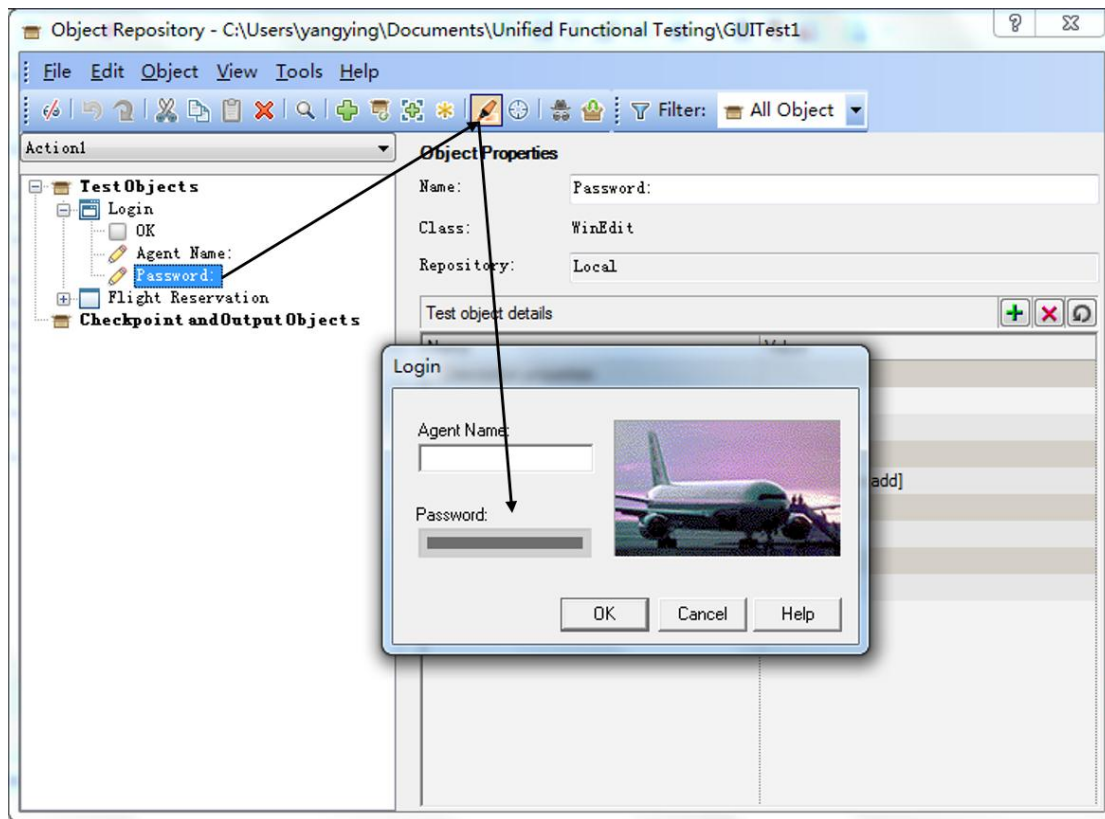 Object Repository - C:\Users\yangying\Documents\Unified Functional Testing\GUITest1
File Edit Object View Tools Help
Filter: All Object
Action1
Object Properties
TestObjects
Name: Password:
Login
OK
Class: WinEdit
Agent Name:
Password:
Repository: Local
Flight Reservation
Checkpoint and Output Objects
Test object details
Login
Agent Name:
add]
Password:
OK Cancel Help